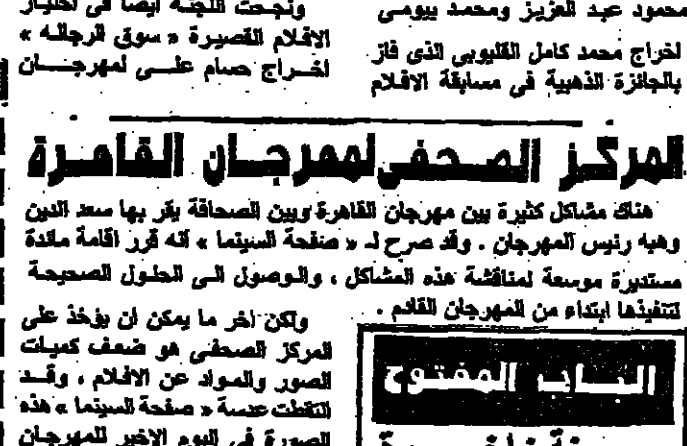 محمود عبد العزيز ومحمد بيومى
اخراج محمد كامل القليوبى الذى فاز
بالجائزة الذهبية فى مسابقة الافلام
ونجحت اللجنة ايضا فى اختيار
الافلام القصيرة « سوق الرجالة »
اخراج حسام على لمهرجان
المركز الصحفى لمهرجان القاهرة
هناك مشاكل كثيرة بين مهرجان القاهرة وبين الصحافة يقر بها سعد الدين
وهبه رئيس المهرجان . وقد صرح لـ « صفحة السينما » انه قرر اقامة مائدة
مستديرة موسعة لمناقشة هذه المشاكل ، والوصول الى الحلول الصحيحة
لتنفيذها ابتداء من المهرجان القادم .
ولكن اخر ما يمكن ان يؤخذ على
المركز الصحفى هو ضعف كميات
الصور والمواد عن الافلام ، وقد
التقطت عدسة « صفحة السينما » هذه
الصورة فى اليوم الاخير للمهرجان
الباب المفتوح